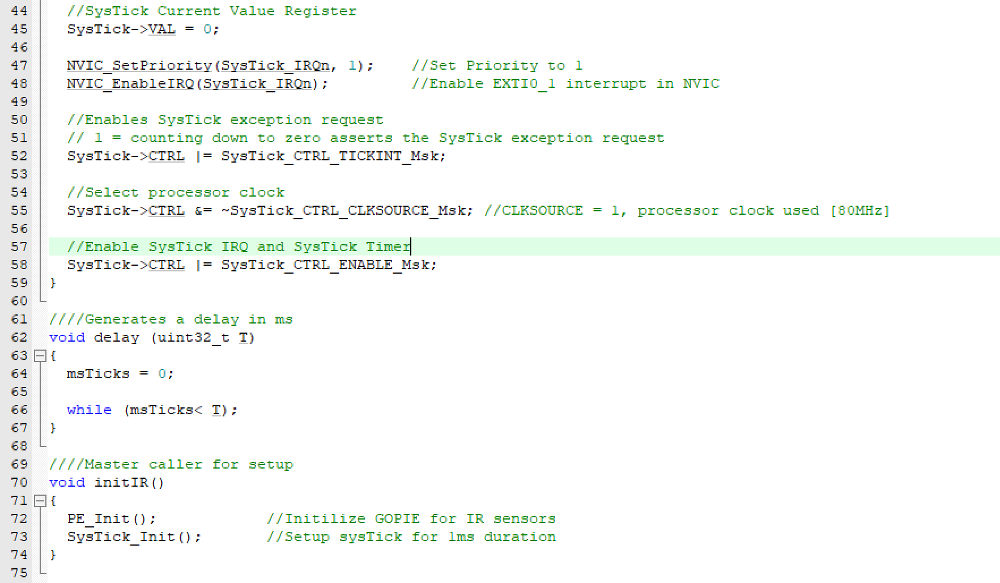 44 //SysTick Current Value Register
45 SysTick->VAL = 0;
46
47 NVIC_SetPriority(SysTick_IRQn, 1); //Set Priority to 1
48 NVIC_EnableIRQ(SysTick_IRQn); //Enable EXTI0_1 interrupt in NVIC
49
50 //Enables SysTick exception request
51 // 1 = counting down to zero asserts the SysTick exception request
52 SysTick->CTRL |= SysTick_CTRL_TICKINT_Msk;
53
54 //Select processor clock
55 SysTick->CTRL &= ~SysTick_CTRL_CLKSOURCE_Msk; //CLKSOURCE = 1, processor clock used [80MHz]
56
57 //Enable SysTick IRQ and SysTick Timer
58 SysTick->CTRL |= SysTick_CTRL_ENABLE_Msk;
59 }
60
61 ////Generates a delay in ms
62 void delay (uint32_t T)
63 {
64 msTicks = 0;
65
66 while (msTicks< T);
67 }
68
69 ////Master caller for setup
70 void initIR()
71 {
72 PE_Init(); //Initilize GOPIE for IR sensors
73 SysTick_Init(); //Setup sysTick for 1ms duration
74 }
75